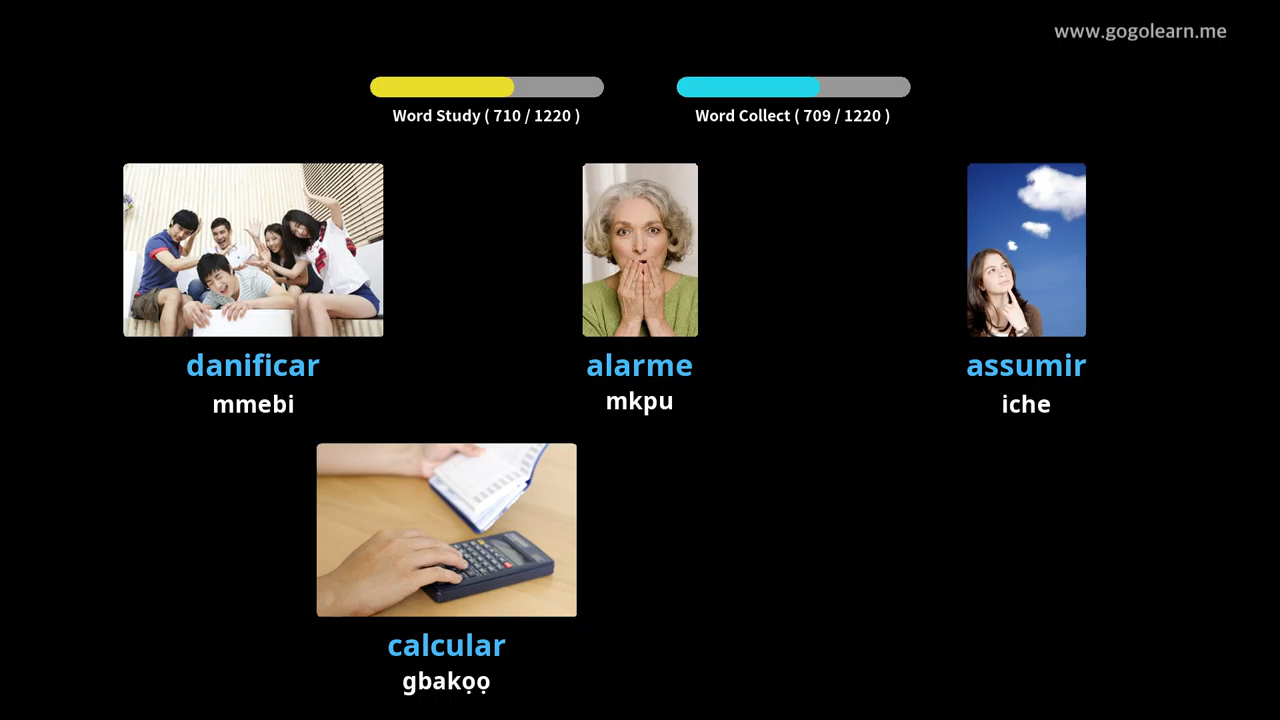 www.gogolearn.me
Word Study ( 710 / 1220 )
Word Collect ( 709 / 1220 )
danificar
mmebi
alarme
mkpu
assumir
iche
calcular
gbakọọ